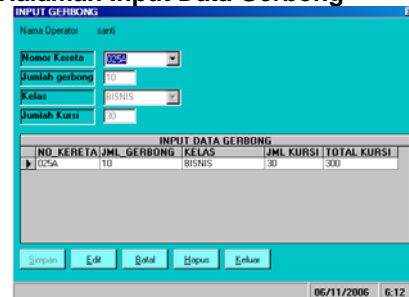 Halaman Input Data Gerbong
INPUT GERBONG
Nama Operator santi
Nomor Kereta 025A
Jumlah gerbong 10
Kelas BISNIS
Jumlah Kursi 30
INPUT DATA GERBONG
NO_KERETA JML_GERBONG KELAS JML KURSI TOTAL KURSI
025A 10 BISNIS 30 300
Simpan Edit Batal Hapus Keluar
06/11/2006 6:12